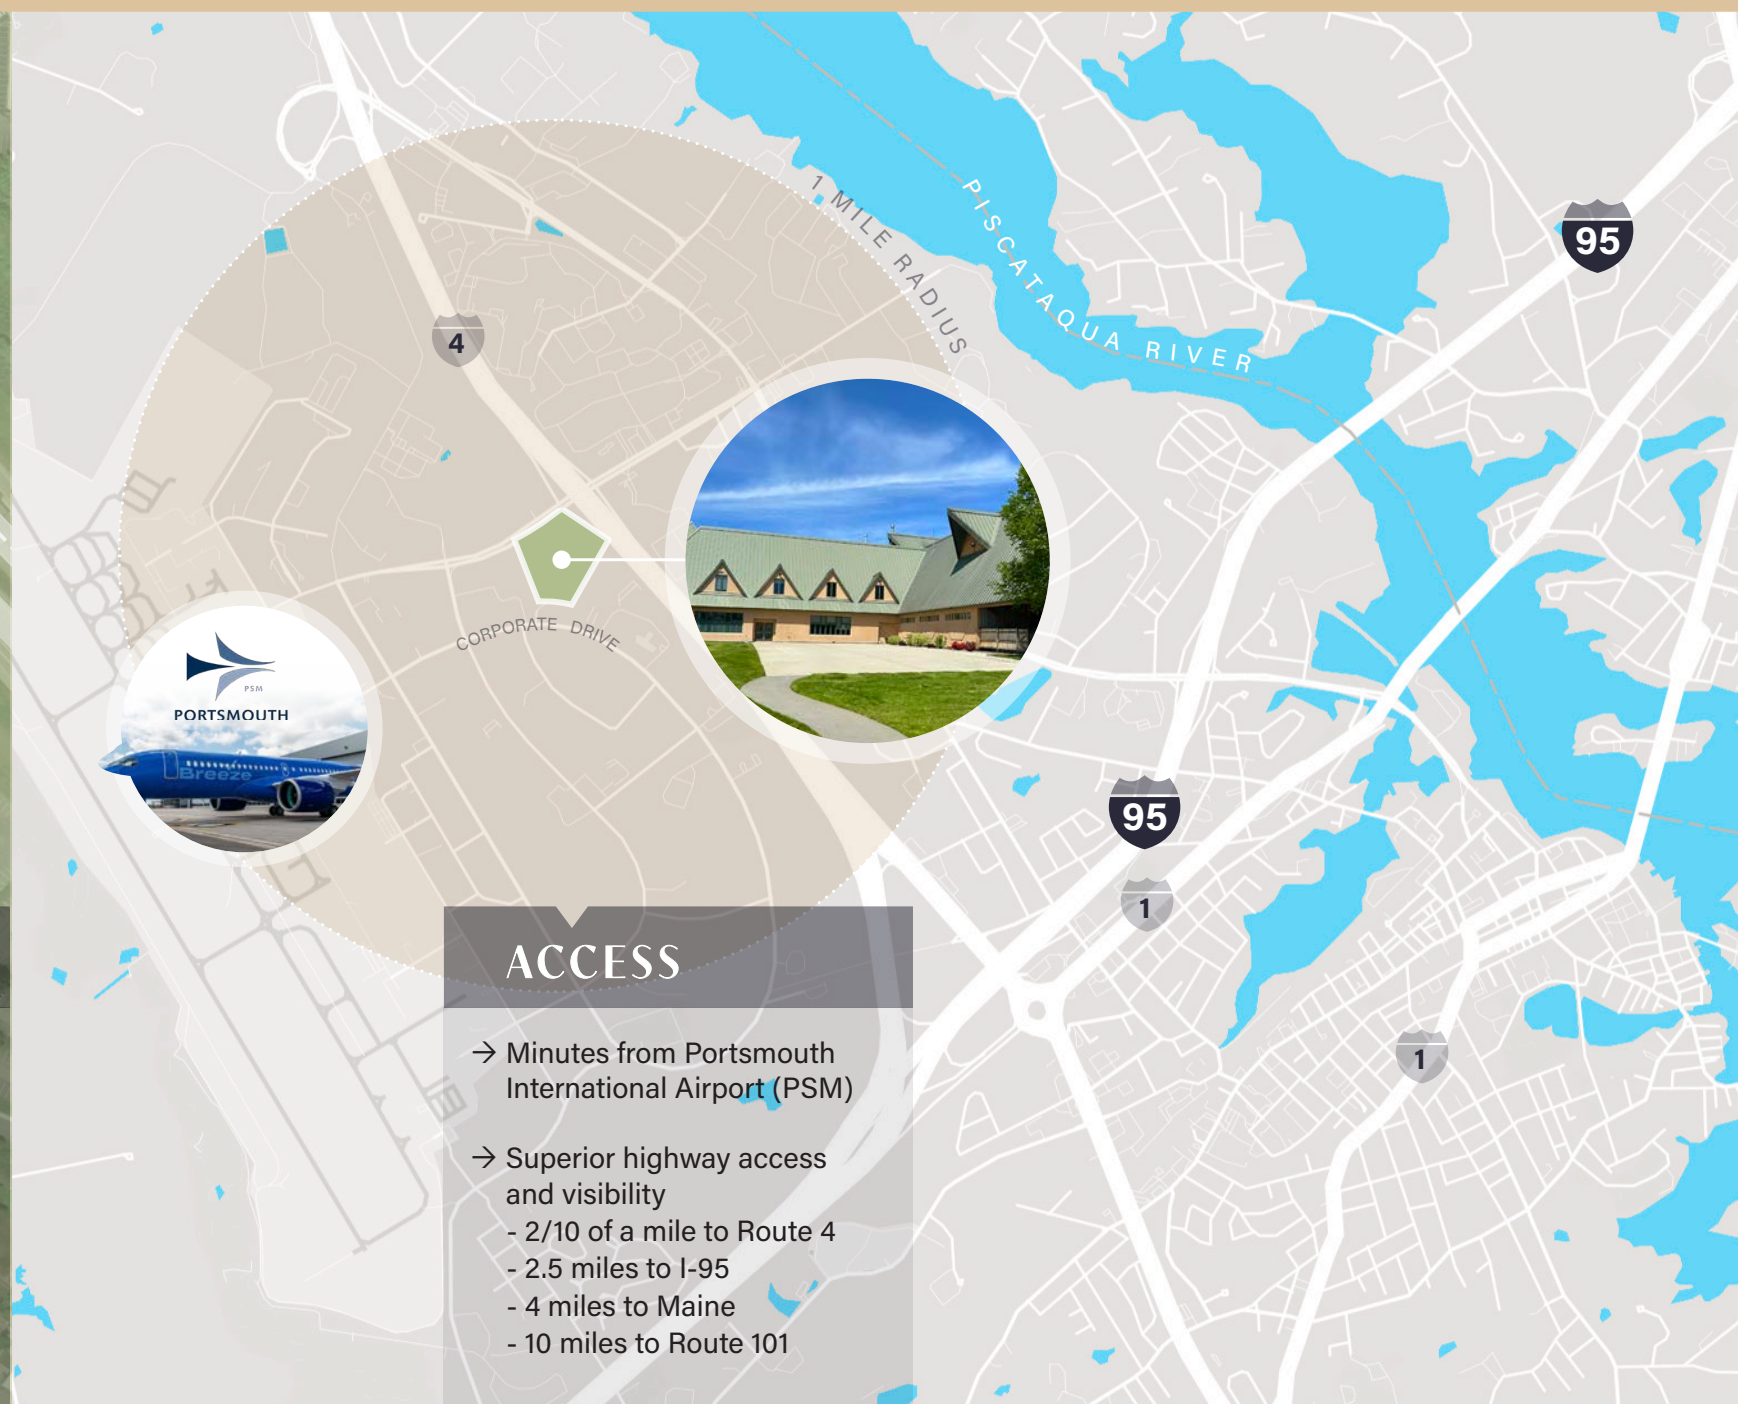 1 MILE RADIUS
PISCATAQUA RIVER
95
4
CORPORATE DRIVE
PSM
PORTSMOUTH
Breeze
95
1
1
ACCESS
→ Minutes from Portsmouth
International Airport (PSM)
→ Superior highway access
and visibility
- 2/10 of a mile to Route 4
- 2.5 miles to I-95
- 4 miles to Maine
- 10 miles to Route 101